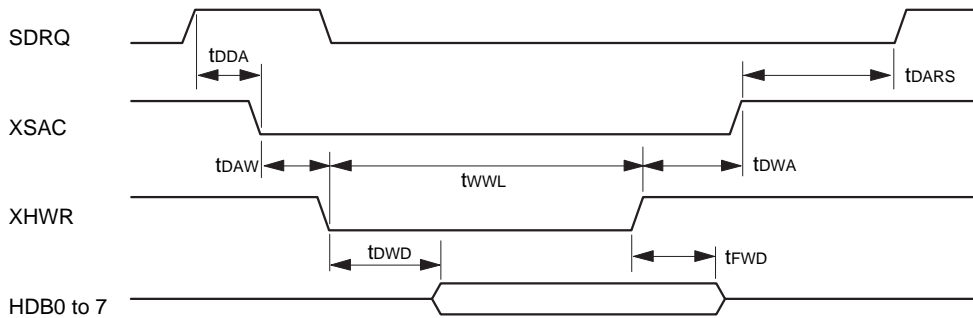 SDRQ
tDDA
tDARS
XSAC
tDAW
tWWL
tDWA
XHWR
tDWD
tFWD
HDB0 to 7